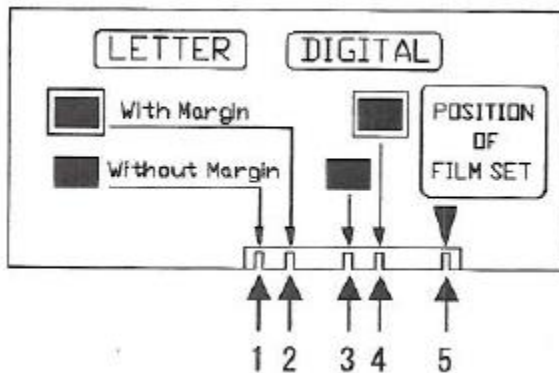 LETTER DIGITAL
With Margin
Without Margin
POSITION
OF
FILM SET
1 2 3 4 5